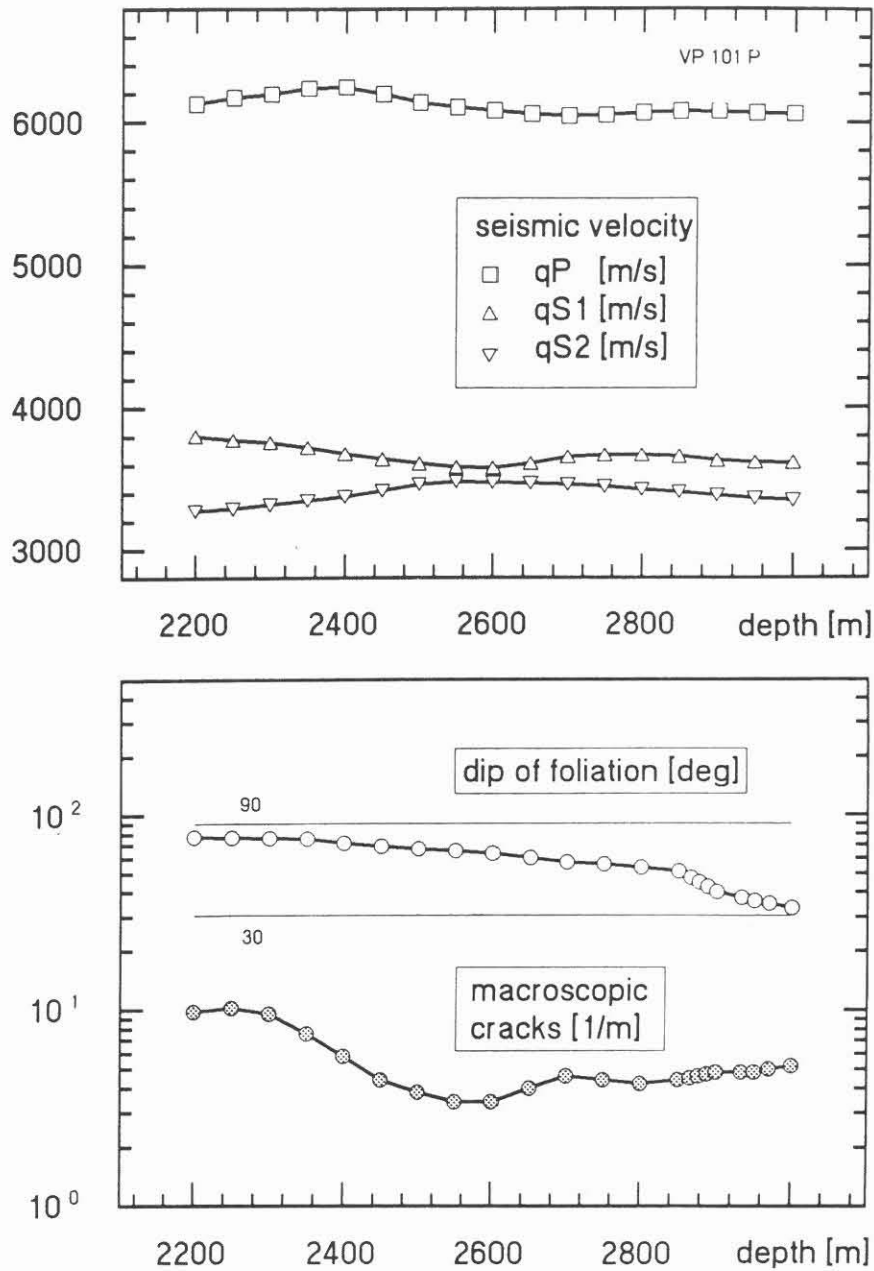 VP 101 P
6000
5000
4000
3000
seismic velocity
qP [m/s]
qS1 [m/s]
qS2 [m/s]
2200 2400 2600 2800 depth [m]
dip of foliation [deg]
90
10^2
30
macroscopic
cracks [1/m]
10^1
10^0
2200 2400 2600 2800 depth [m]